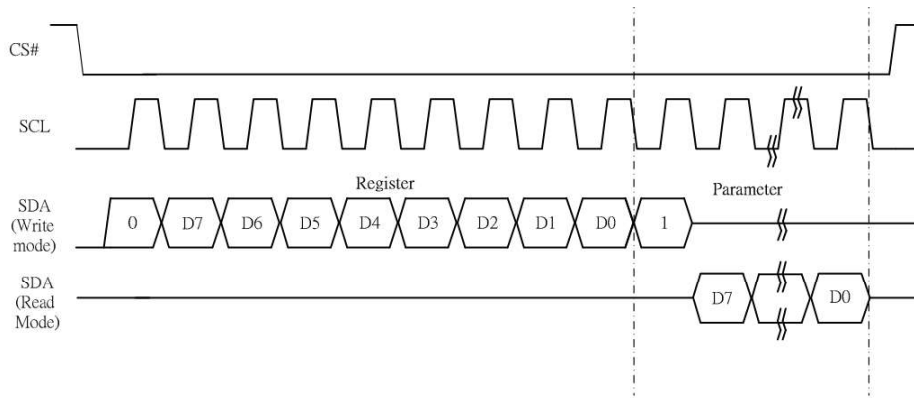 CS#
SCL
Register
Parameter
SDA
(Write
mode)
0 D7 D6 D5 D4 D3 D2 D1 D0 1
SDA
(Read
Mode)
D7 D0